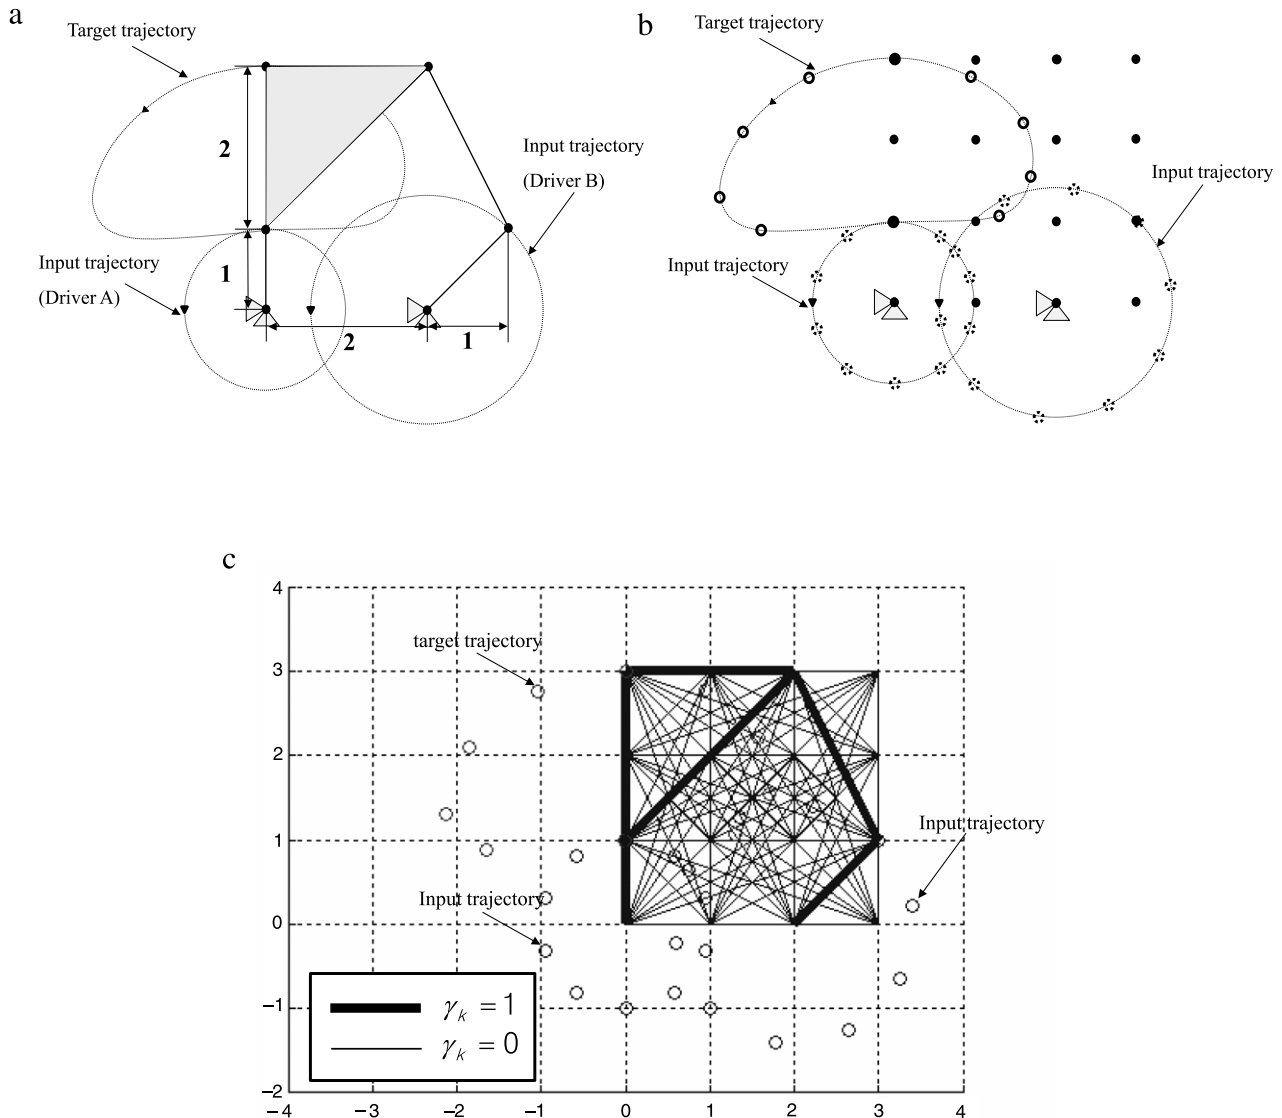 a
Target trajectory
2
Input trajectory
(Driver B)
Input trajectory
(Driver A)
1
2
1
b
Target trajectory
Input trajectory
Input trajectory
c
4
3
2
1
0
−1
−2
target trajectory
Input trajectory
Input trajectory
γk = 1
γk = 0
−4 −3 −2 −1 0 1 2 3 4